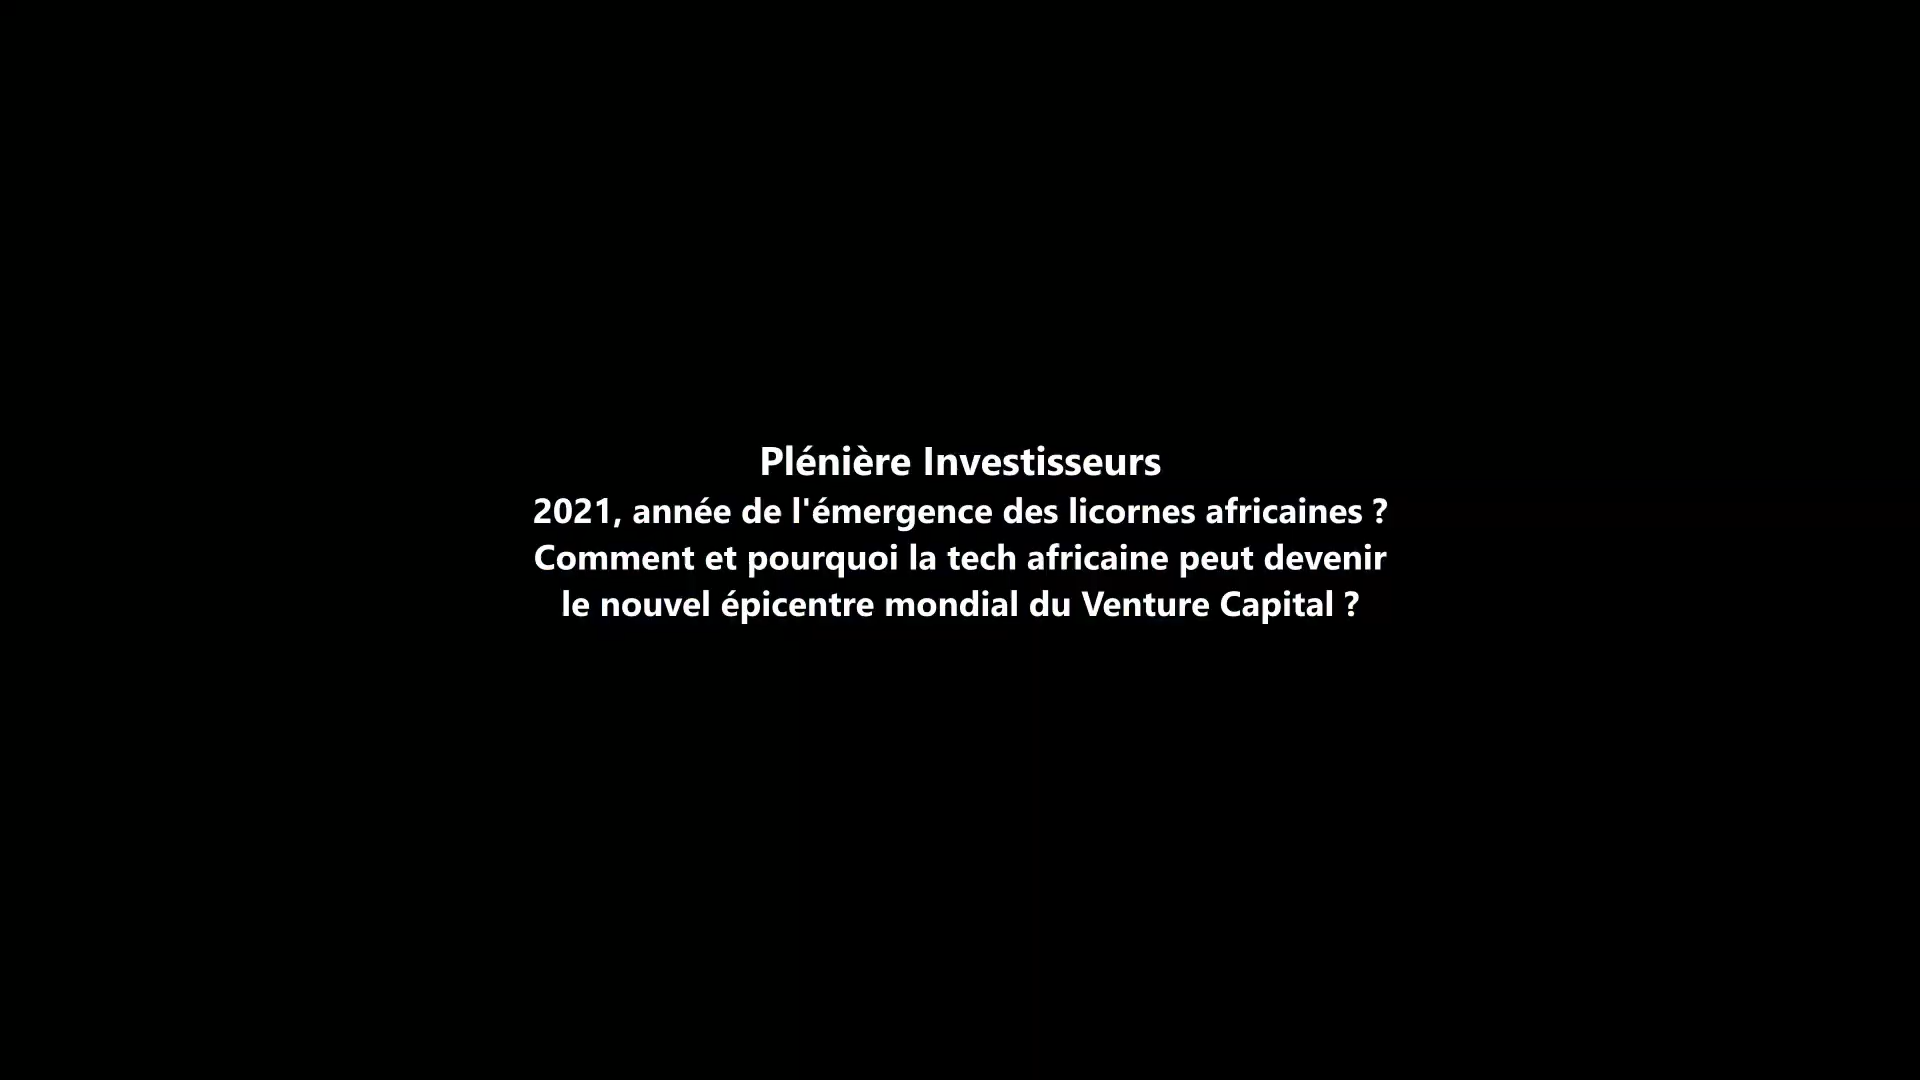 Plénière Investisseurs
2021, année de l'émergence des licornes africaines ?
Comment et pourquoi la tech africaine peut devenir
le nouvel épicentre mondial du Venture Capital ?